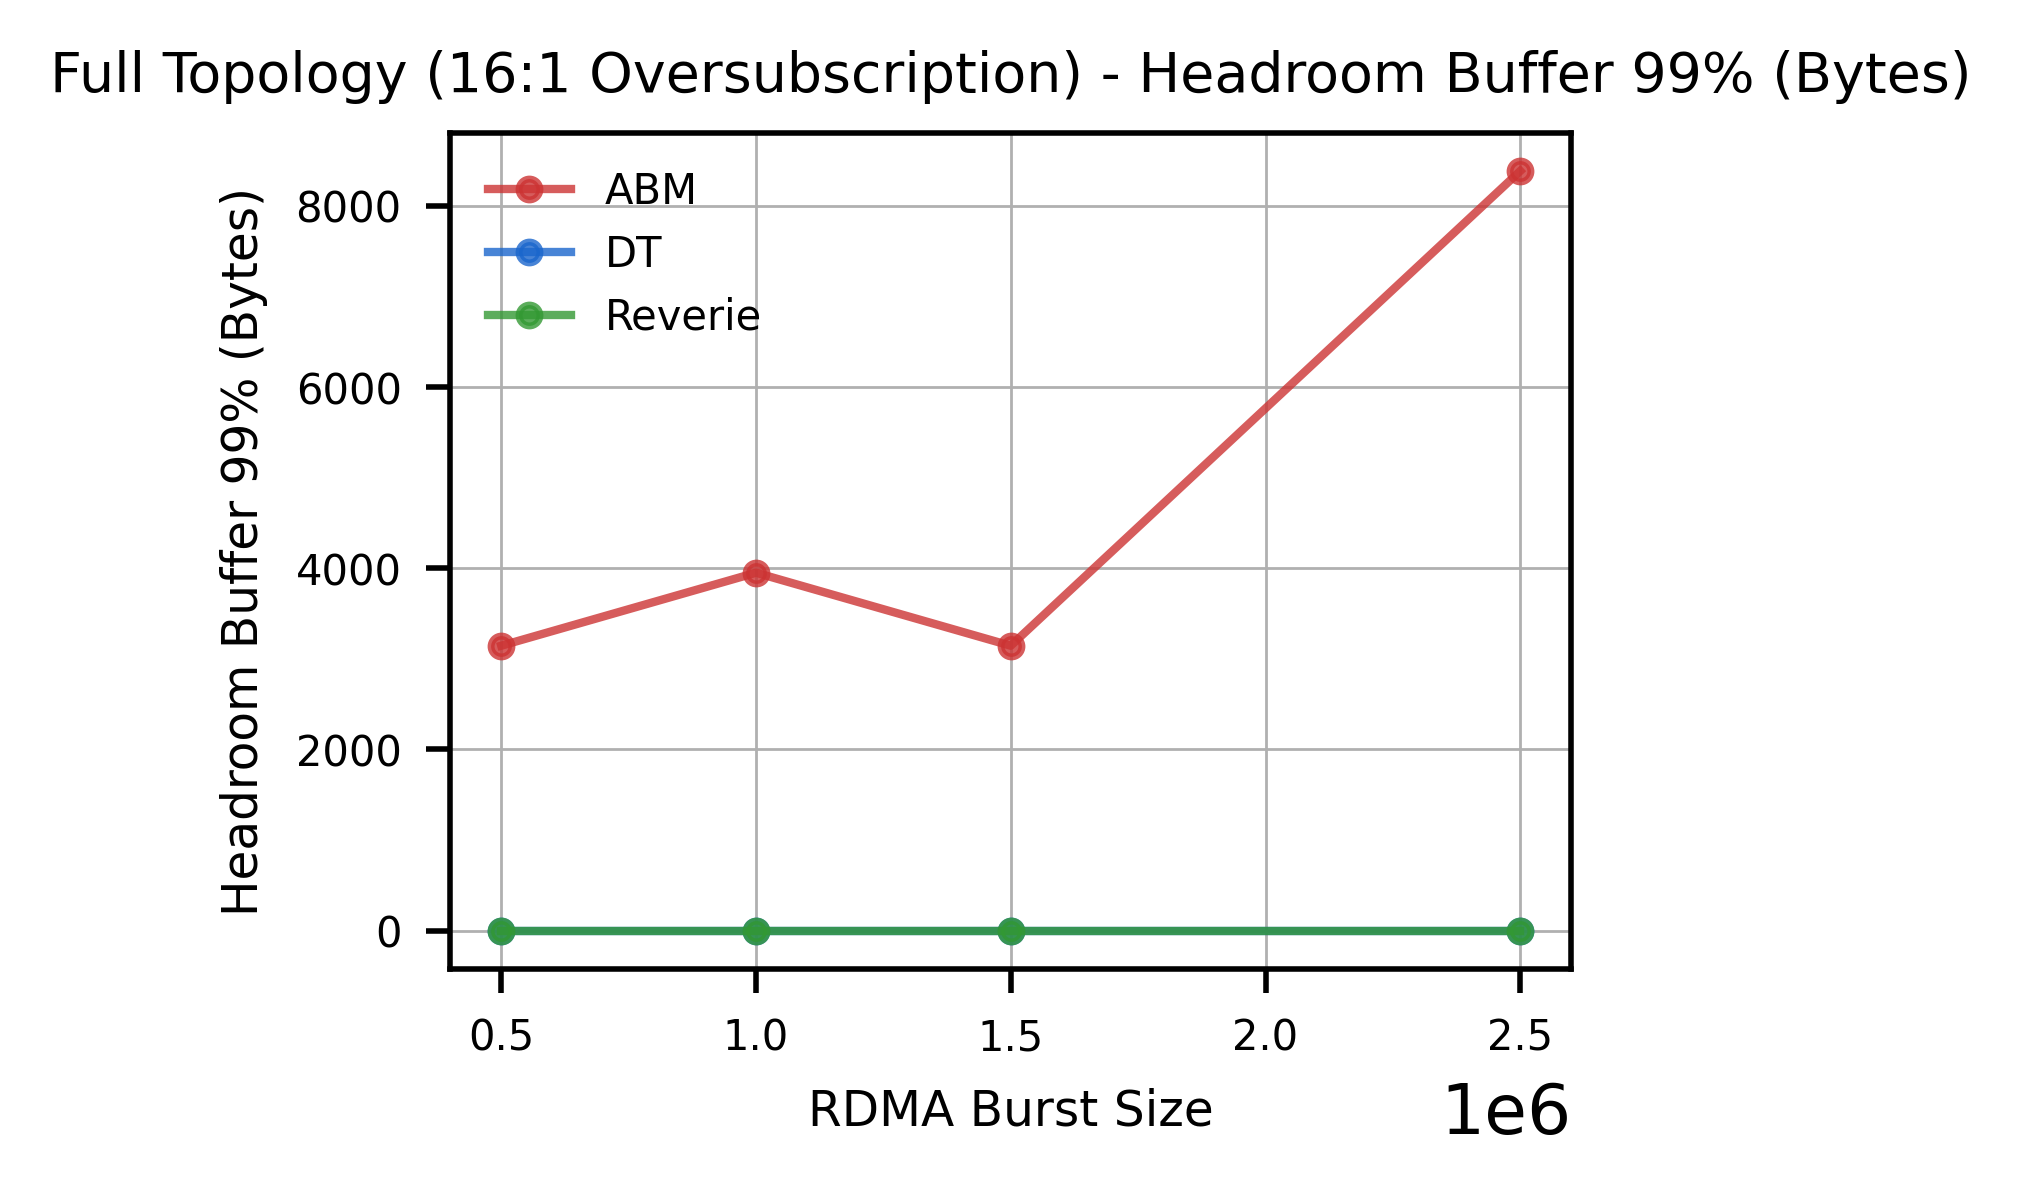 Full Topology (16:1 Oversubscription) - Headroom Buffer 99% (Bytes)
Headroom Buffer 99% (Bytes)
8000
6000
4000
2000
0
ABM
DT
Reverie
0.5 1.0 1.5 2.0 2.5
RDMA Burst Size
1e6